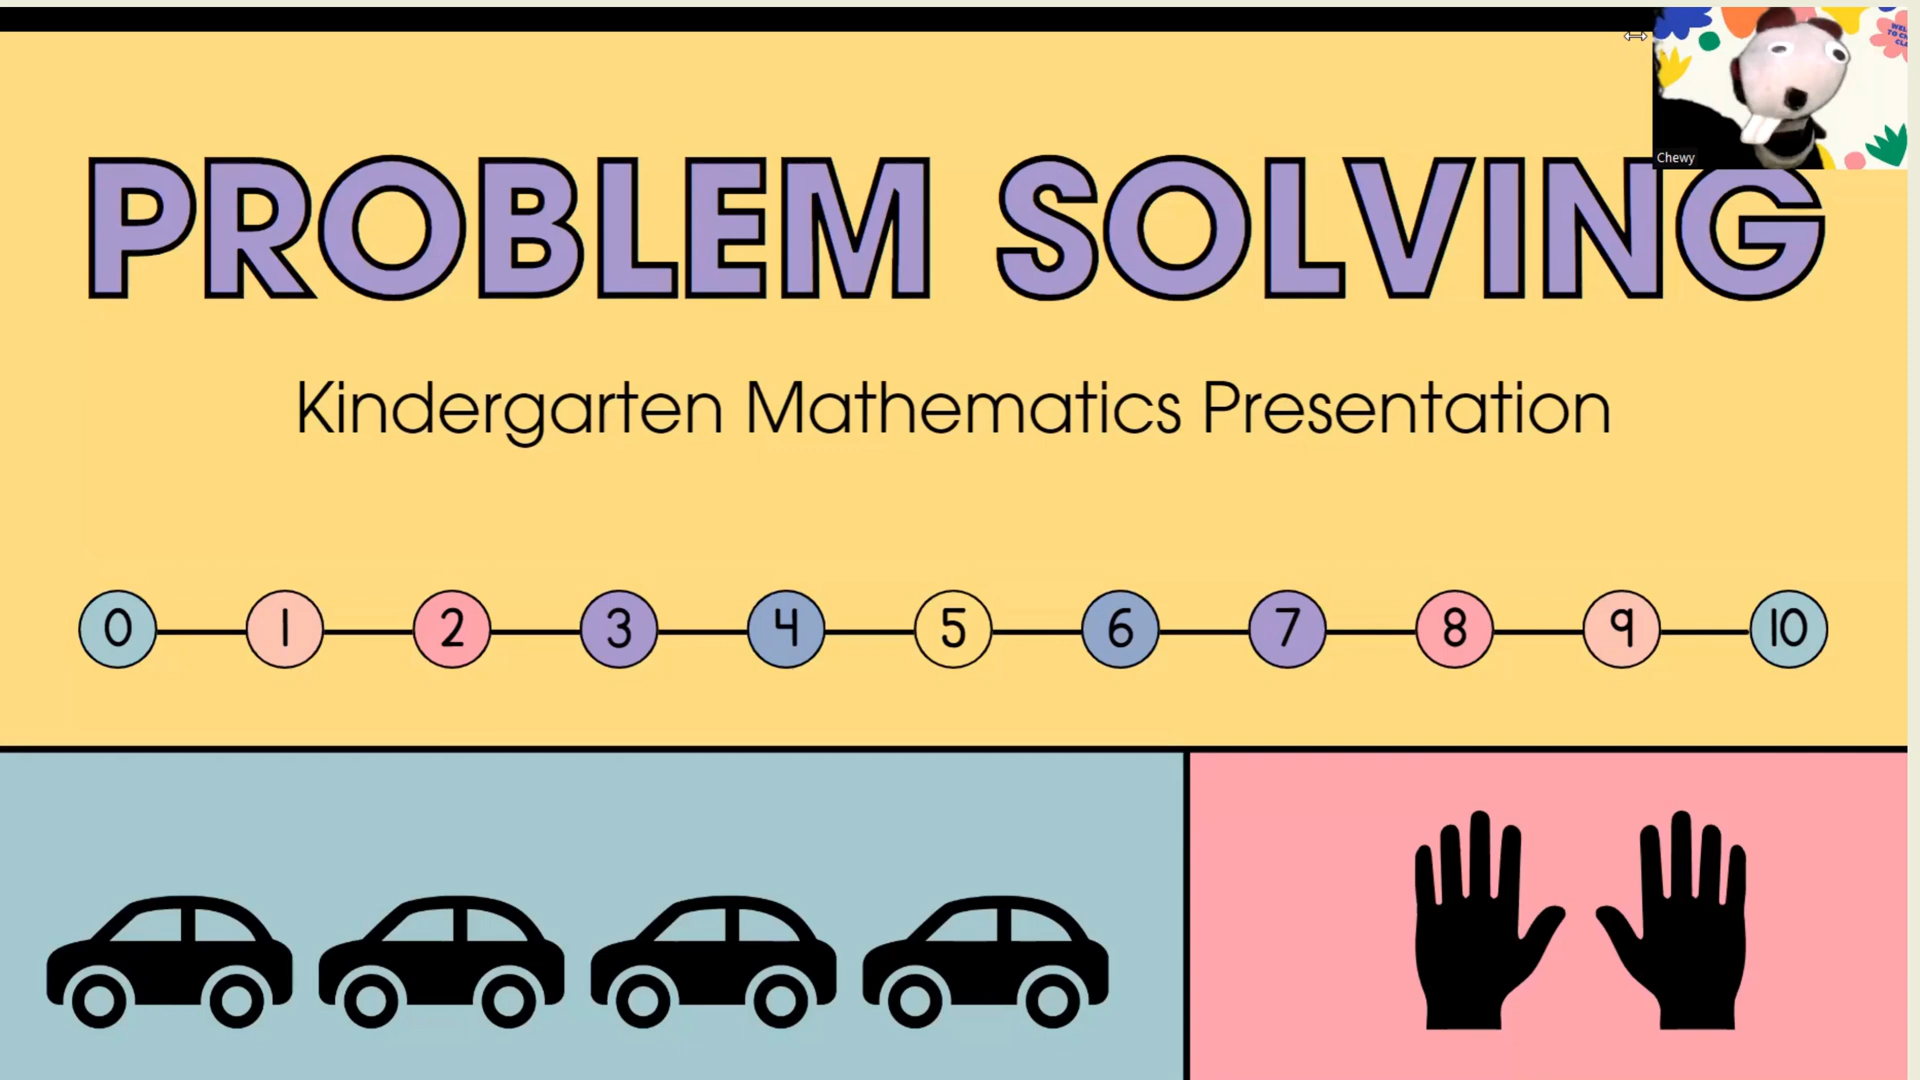 PROBLEM SOLVING
Kindergarten Mathematics Presentation
0 1 2 3 4 5 6 7 8 9 10
Chewy